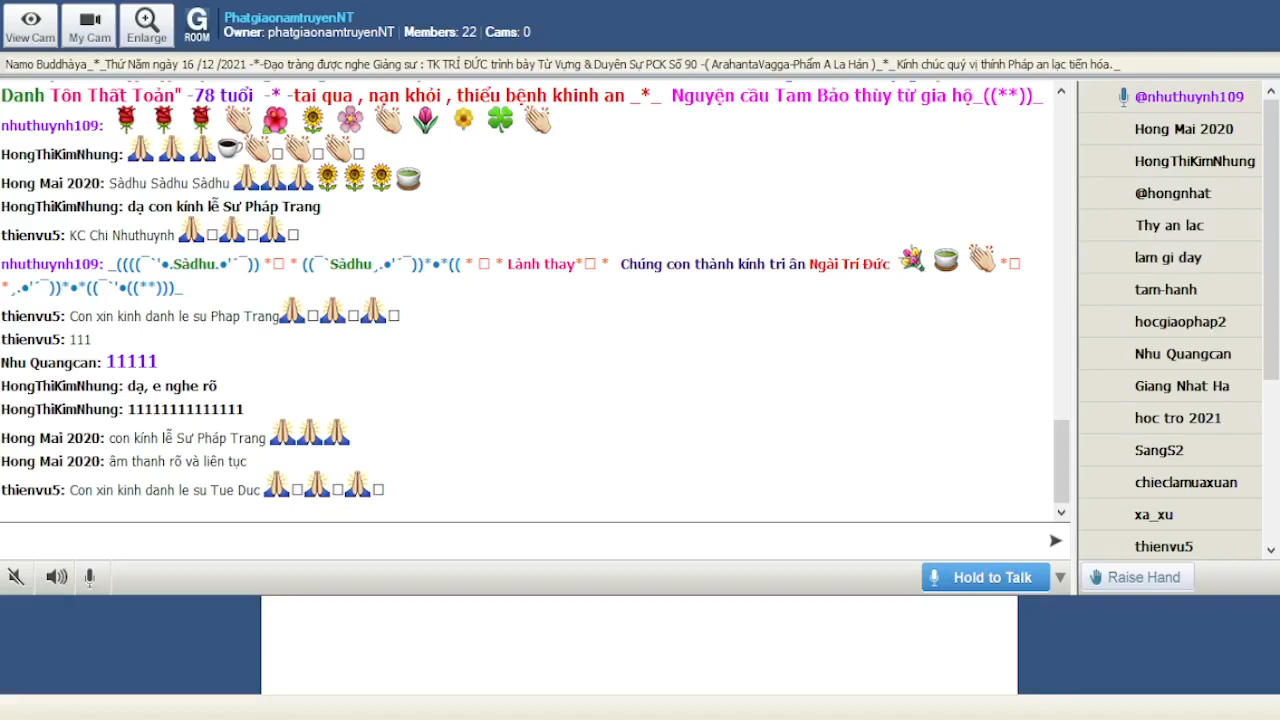 View Cam
My Cam
Enlarge
G
ROOM
PhatgiaonamtruyenNT
Owner: phatgiaonamtruyenNT | Members: 22 | Cams: 0
Namo Buddhàya_*_Thứ Năm ngày 16 /12 /2021 -*-Đạo tràng được nghe Giảng sư : TK TRÍ ĐỨC trình bày Từ Vựng & Duyên Sự PCK Số 90 -( ArahantaVagga-Phẩm A La Hán )_*_ Kính chúc quý vị thính Pháp an lạc tiến hóa._
Danh Tôn Thất Toản" -78 tuổi -* -tai qua , nạn khỏi , thiểu bệnh khinh an _*_ Nguyện cầu Tam Bảo thùy từ gia hộ_((**))_
nhuthuynh109:
HongThiKimNhung:
Hong Mai 2020: Sàdhu Sàdhu Sàdhu
HongThiKimNhung: dạ con kính lễ Sư Pháp Trang
thienvu5: KC Chi Nhuthuynh
nhuthuynh109: _((((¯`'•.Sàdhu.•'´¯)) *□ * ((¯`Sàdhu¸.•'´¯))*•*(( * □ * Lành thay*□ * Chúng con thành kính tri ân Ngài Trí Đức *□
*¸.•'´¯))*•*((¯`'•((**)))_
thienvu5: Con xin kinh danh le su Phap Trang
thienvu5: 111
Nhu Quangcan: 11111
HongThiKimNhung: dạ, e nghe rõ
HongThiKimNhung: 11111111111111
Hong Mai 2020: con kính lễ Sư Pháp Trang
Hong Mai 2020: âm thanh rõ và liên tục
thienvu5: Con xin kinh danh le su Tue Duc
Hold to Talk
@nhuthuynh109
Hong Mai 2020
HongThiKimNhung
@hongnhat
Thy an lac
lam gi day
tam-hanh
hocgiaophap2
Nhu Quangcan
Giang Nhat Ha
hoc tro 2021
SangS2
chieclamuaxuan
xa_xu
thienvu5
Raise Hand